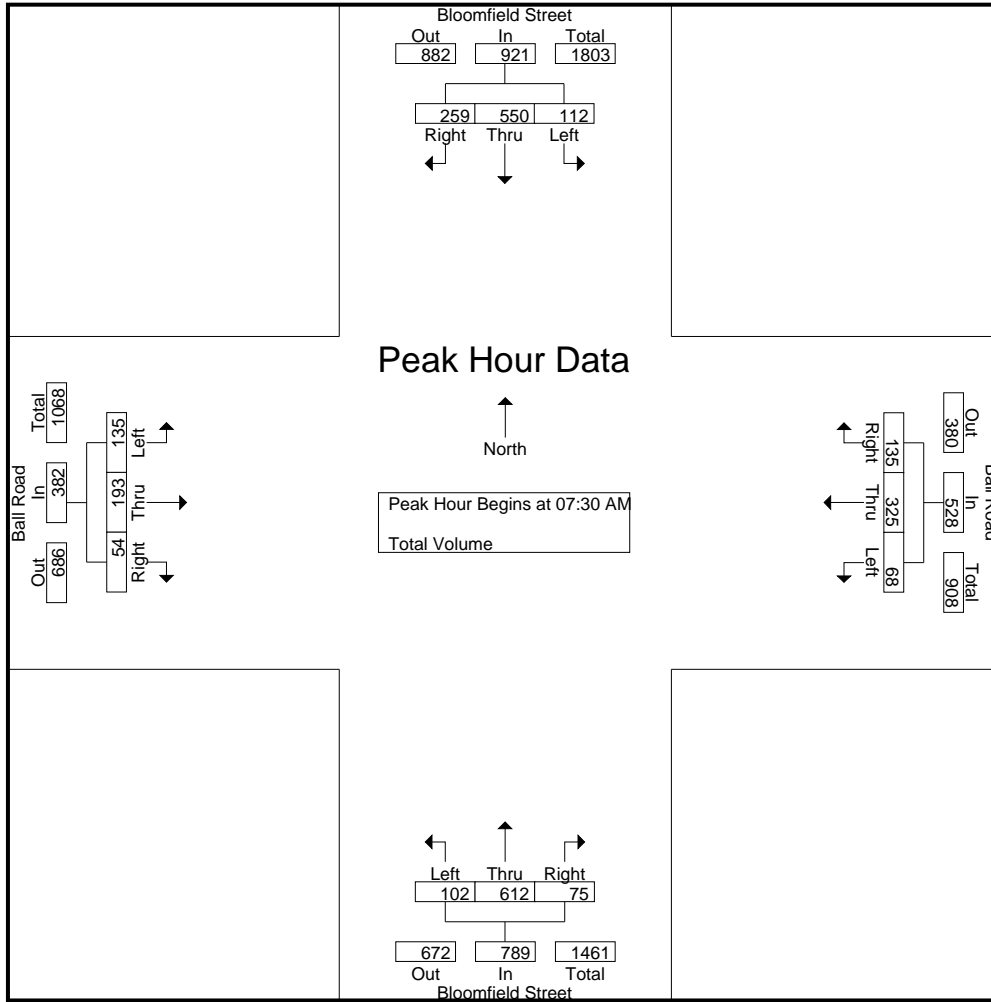 Bloomfield Street
Out In Total
882 921 1803
259 550 112
Right Thru Left
Peak Hour Data
North
Peak Hour Begins at 07:30 AM
Total Volume
Ball Road
Out In Total
686 382 1068
54 193 135
Right Thru Left
Ball Road
Out In Total
380 528 908
135 325 68
Right Thru Left
Left Thru Right
102 612 75
672 789 1461
Out In Total
Bloomfield Street